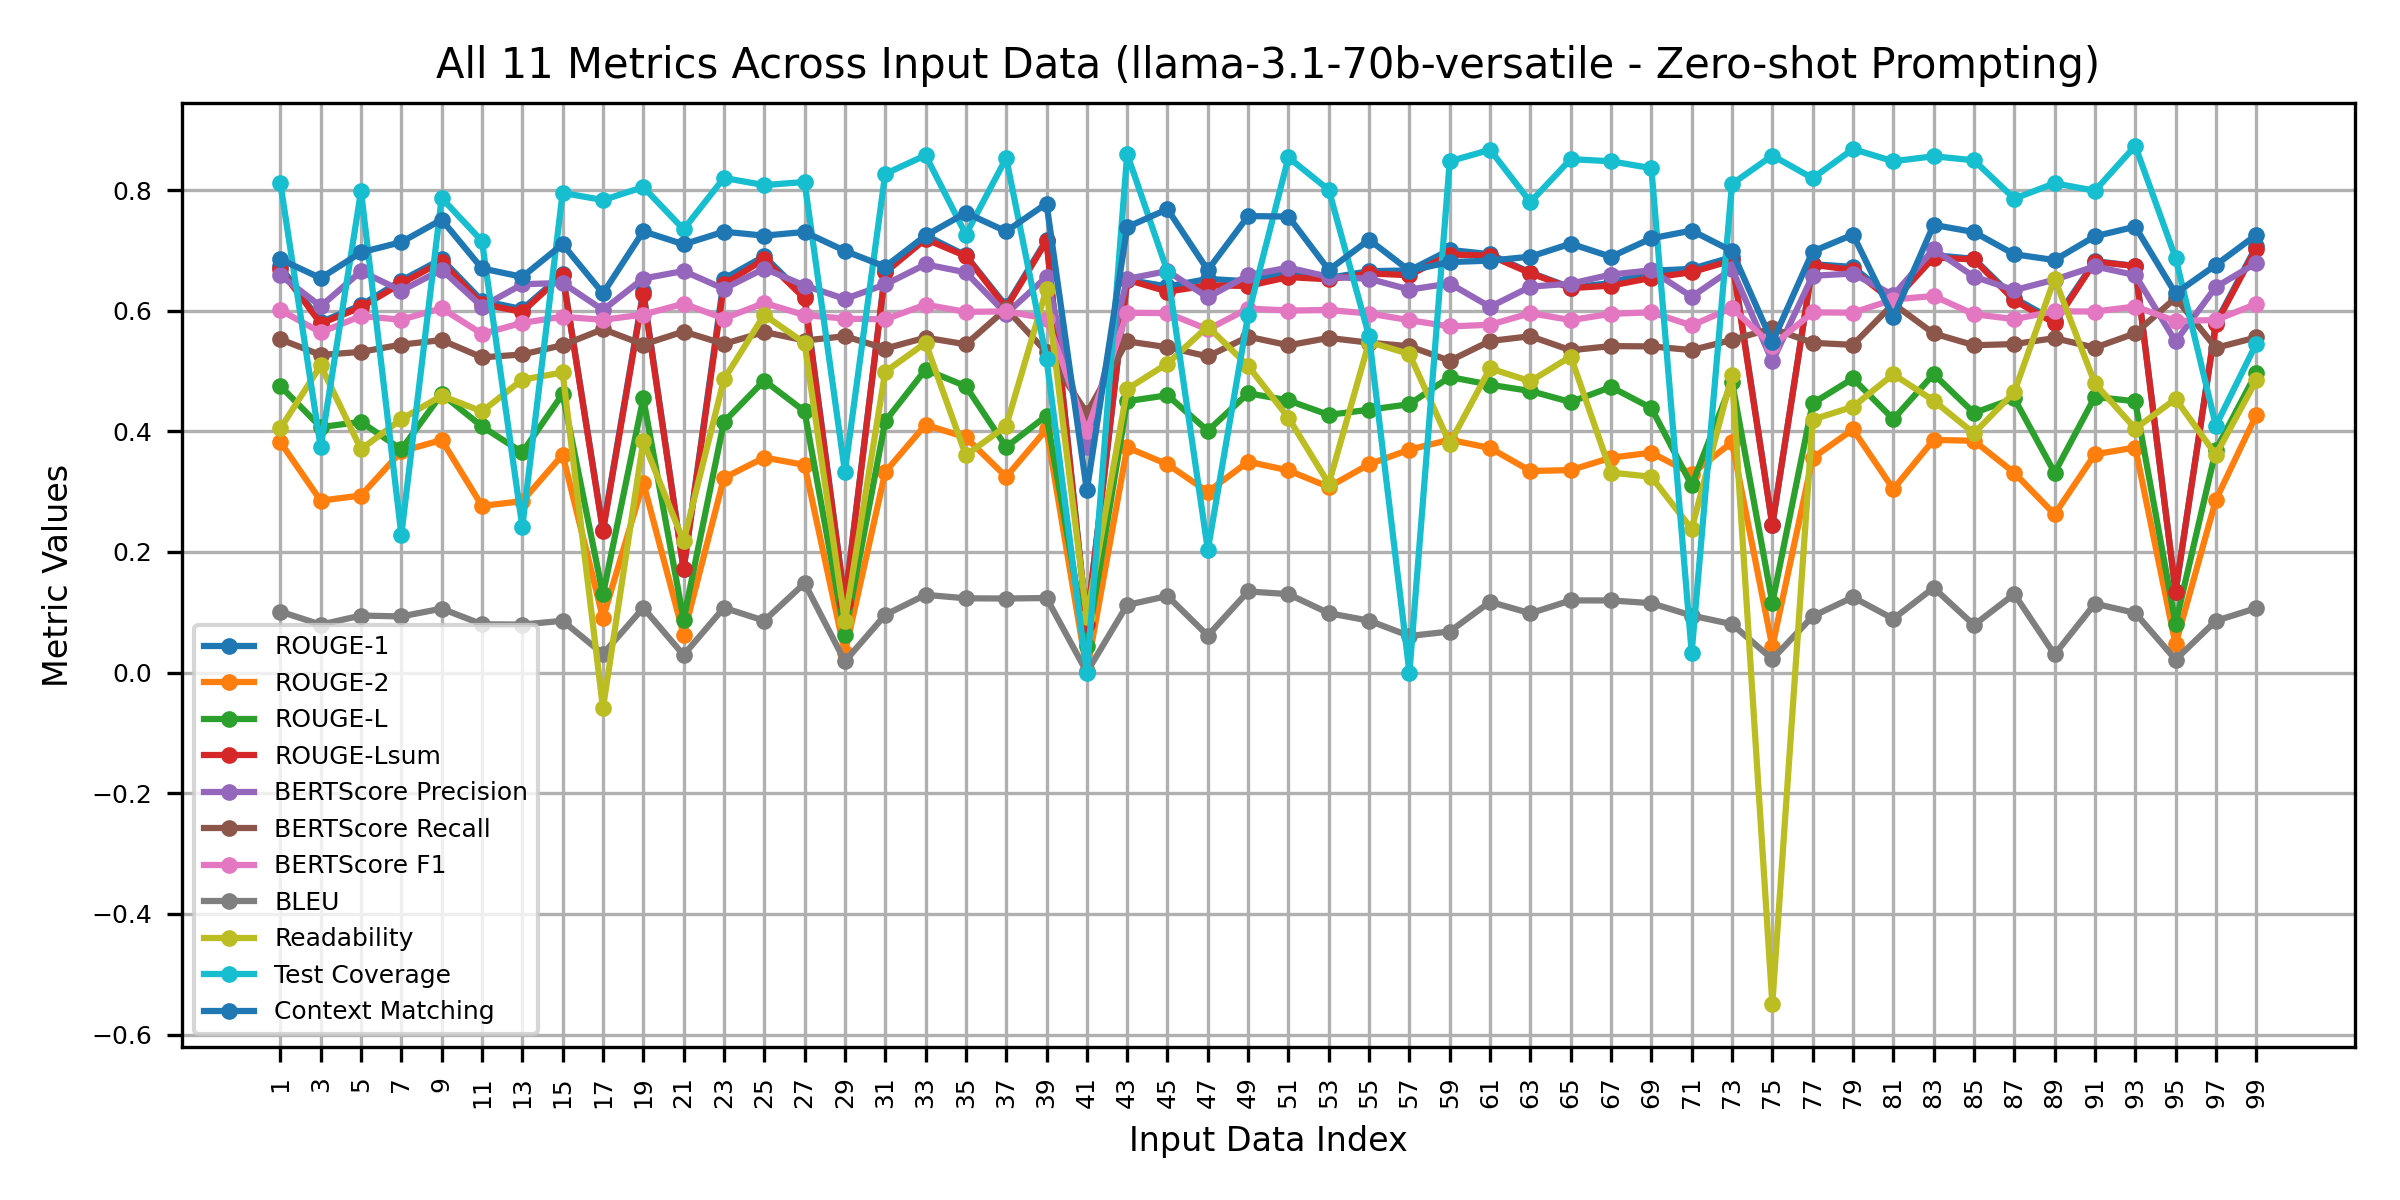 All 11 Metrics Across Input Data (llama-3.1-70b-versatile - Zero-shot Prompting)
Metric Values
0.8
0.6
0.4
0.2
0.0
−0.2
−0.4
−0.6
ROUGE-1
ROUGE-2
ROUGE-L
ROUGE-Lsum
BERTScore Precision
BERTScore Recall
BERTScore F1
BLEU
Readability
Test Coverage
Context Matching
1 3 5 7 9 11 13 15 17 19 21 23 25 27 29 31 33 35 37 39 41 43 45 47 49 51 53 55 57 59 61 63 65 67 69 71 73 75 77 79 81 83 85 87 89 91 93 95 97 99
Input Data Index